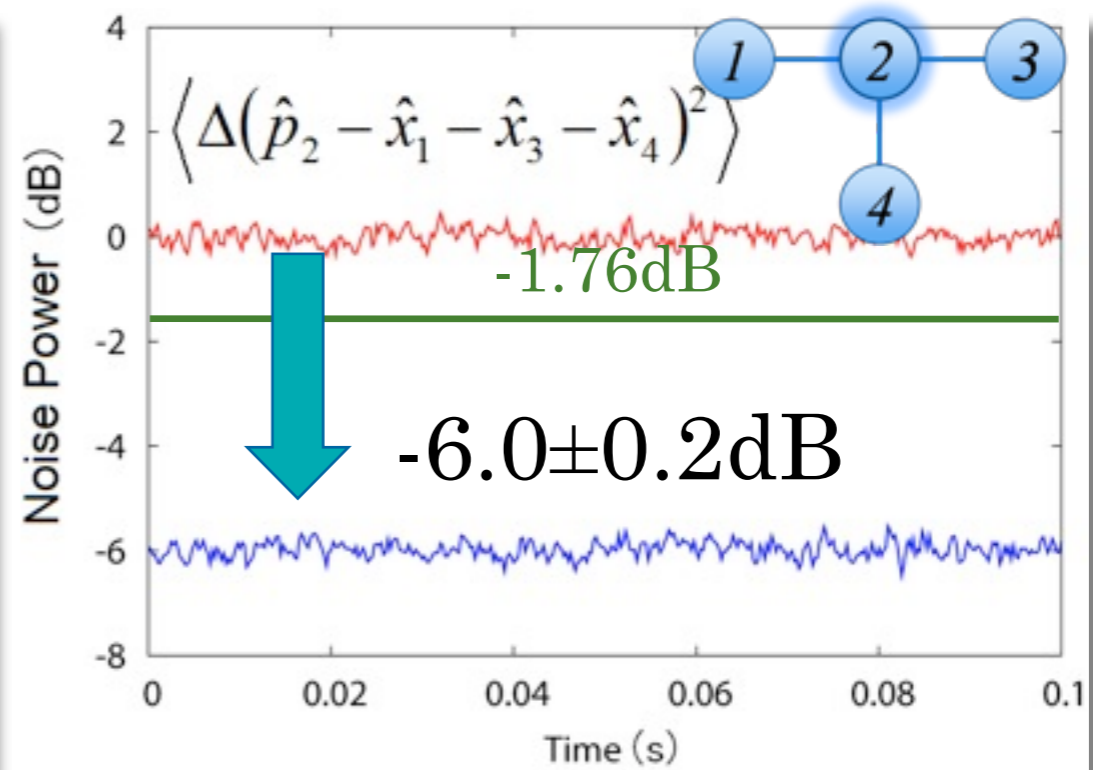 4
2
0
-2
-4
-6
-8
Noise Power (dB)
⟨Δ(p̂₂ − x̂₁ − x̂₃ − x̂₄)²⟩
1 2 3
4
-1.76dB
-6.0±0.2dB
0 0.02 0.04 0.06 0.08 0.1
Time (s)